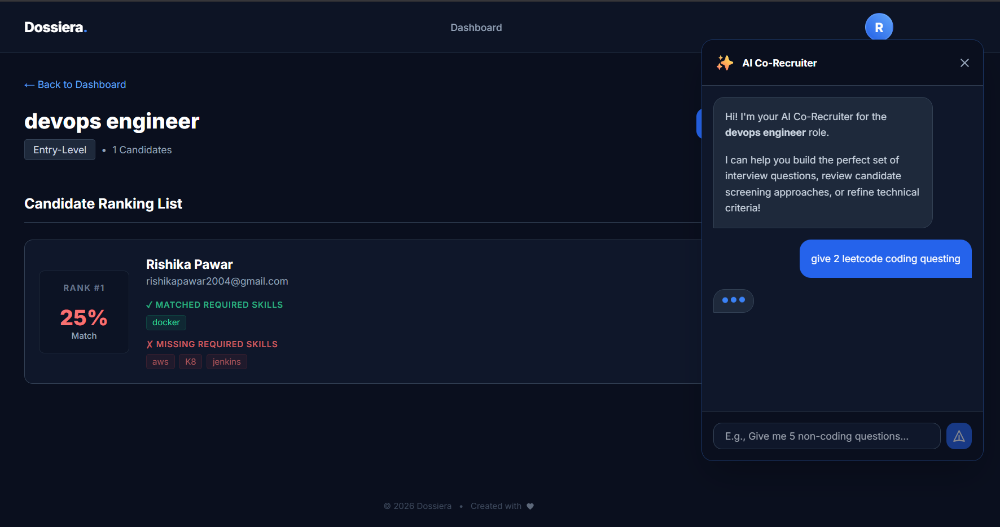 Dossiera.
Dashboard
R
← Back to Dashboard
devops engineer
Entry-Level • 1 Candidates
Candidate Ranking List
RANK #1
25%
Match
Rishika Pawar
rishikapawar2004@gmail.com
✓ MATCHED REQUIRED SKILLS
docker
✗ MISSING REQUIRED SKILLS
aws K8 jenkins
AI Co-Recruiter
Hi! I'm your AI Co-Recruiter for the
devops engineer role.
I can help you build the perfect set of
interview questions, review candidate
screening approaches, or refine technical
criteria!
give 2 leetcode coding questing
E.g., Give me 5 non-coding questions...
© 2026 Dossiera • Created with ♥